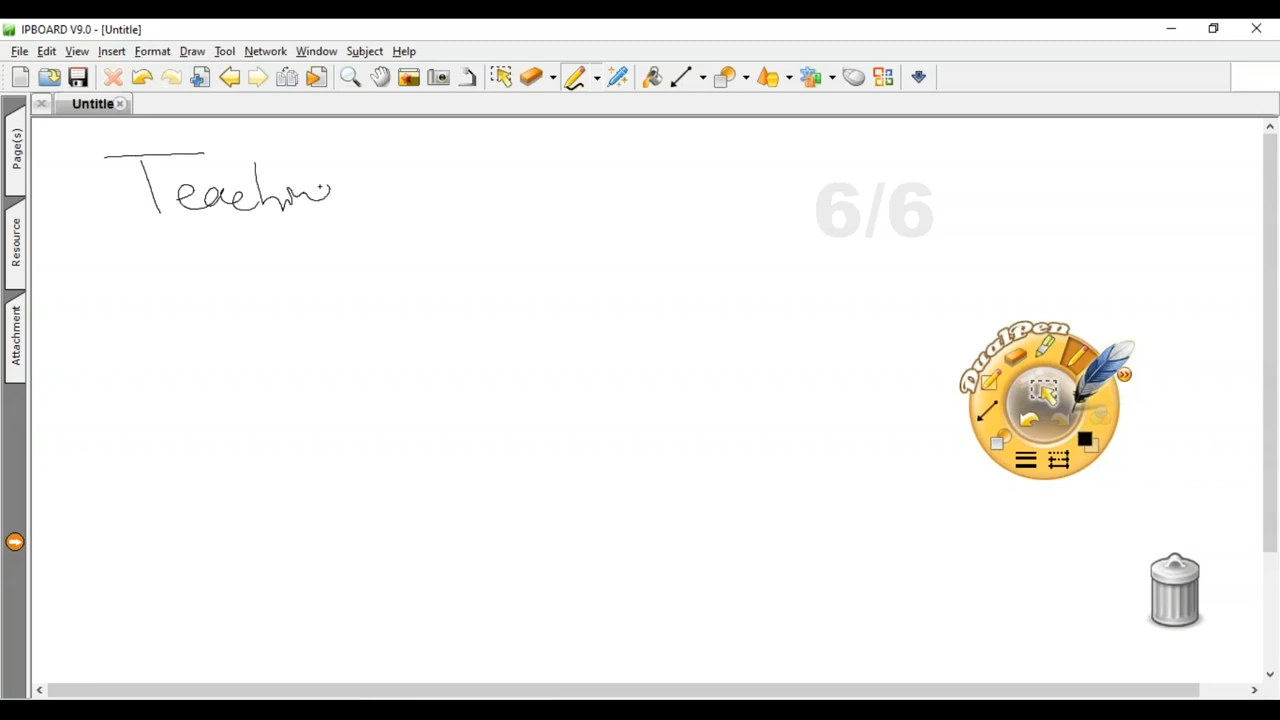 IPBOARD V9.0 - [Untitle]
File Edit View Insert Format Draw Tool Network Window Subject Help
Untitle
Page(s)
Resource
Attachment
6/6
DualPen